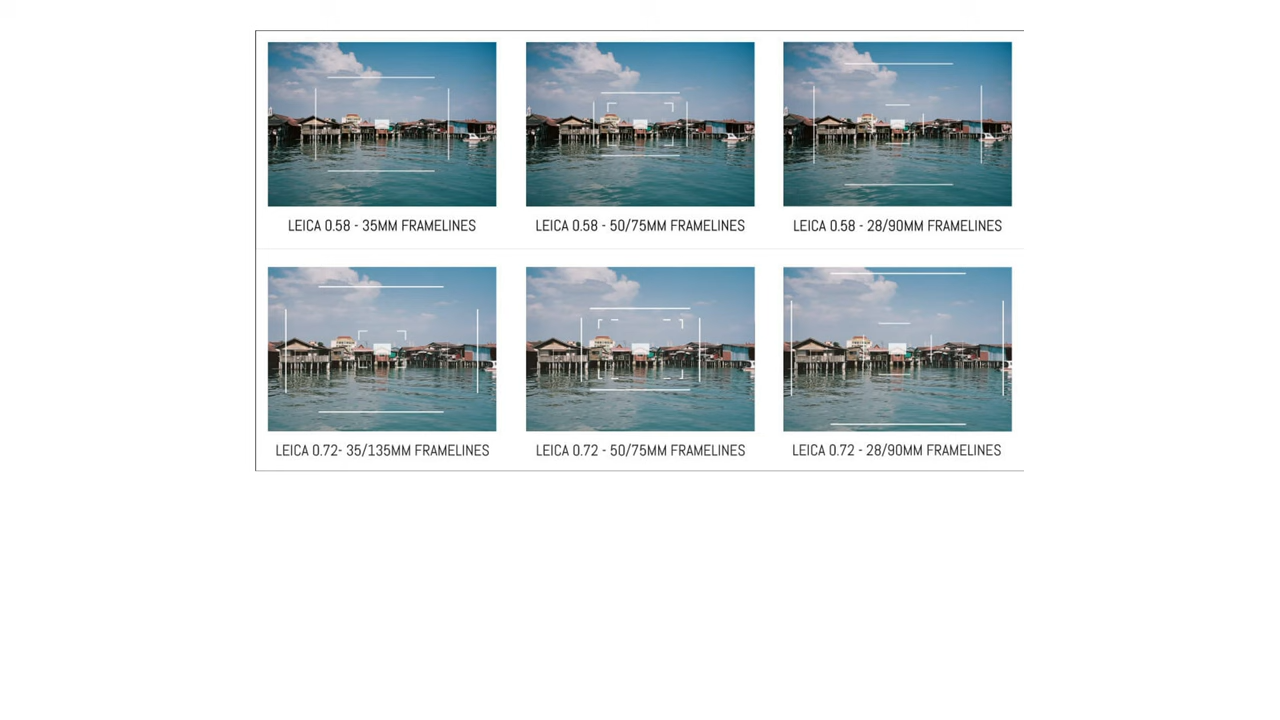 LEICA 0.58 - 35MM FRAMELINES
LEICA 0.58 - 50/75MM FRAMELINES
LEICA 0.58 - 28/90MM FRAMELINES
LEICA 0.72- 35/135MM FRAMELINES
LEICA 0.72 - 50/75MM FRAMELINES
LEICA 0.72 - 28/90MM FRAMELINES